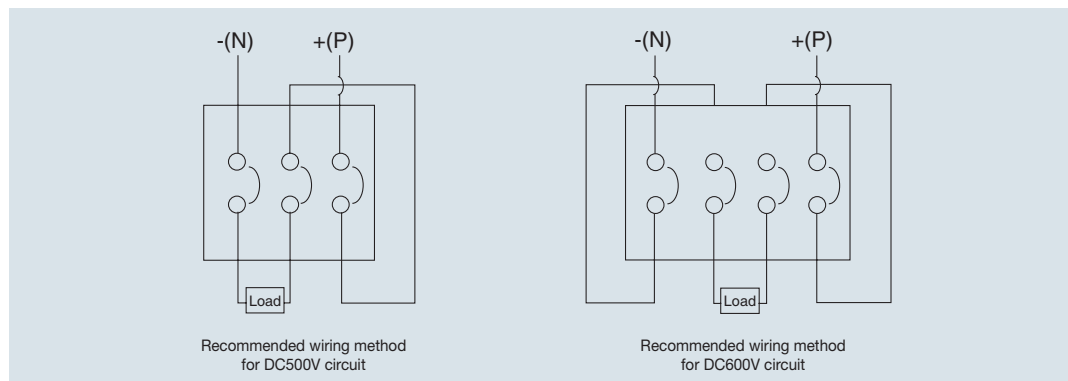 -(N) +(P)
Load
Recommended wiring method
for DC500V circuit
-(N) +(P)
Load
Recommended wiring method
for DC600V circuit